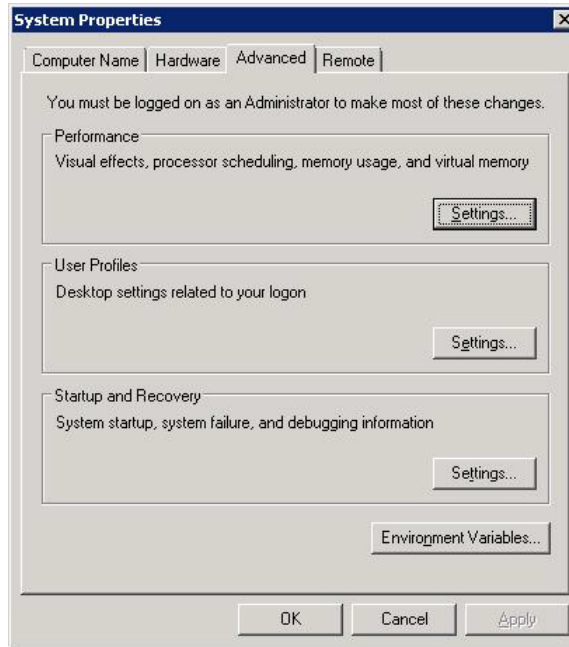 System Properties
Computer Name Hardware Advanced Remote
You must be logged on as an Administrator to make most of these changes.
Performance
Visual effects, processor scheduling, memory usage, and virtual memory
Settings...
User Profiles
Desktop settings related to your logon
Settings...
Startup and Recovery
System startup, system failure, and debugging information
Settings...
Environment Variables...
OK Cancel Apply